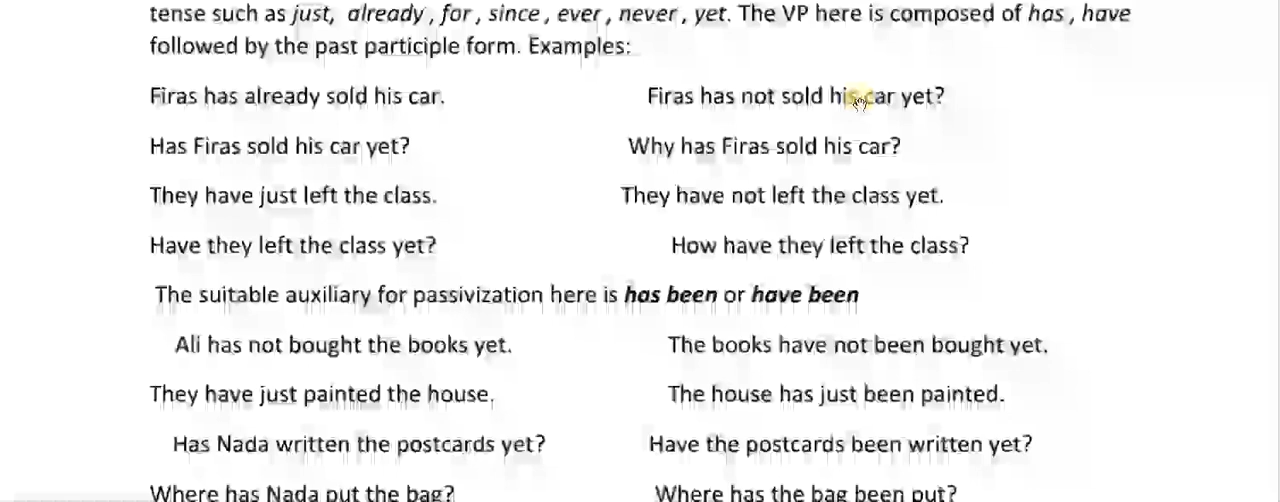 tense such as just, already, for, since, ever, never, yet. The VP here is composed of has, have
followed by the past participle form. Examples:
Firas has already sold his car. Firas has not sold his car yet?
Has Firas sold his car yet? Why has Firas sold his car?
They have just left the class. They have not left the class yet.
Have they left the class yet? How have they left the class?
The suitable auxiliary for passivization here is has been or have been
Ali has not bought the books yet. The books have not been bought yet.
They have just painted the house. The house has just been painted.
Has Nada written the postcards yet? Have the postcards been written yet?
Where has Nada put the bag? Where has the bag been put?